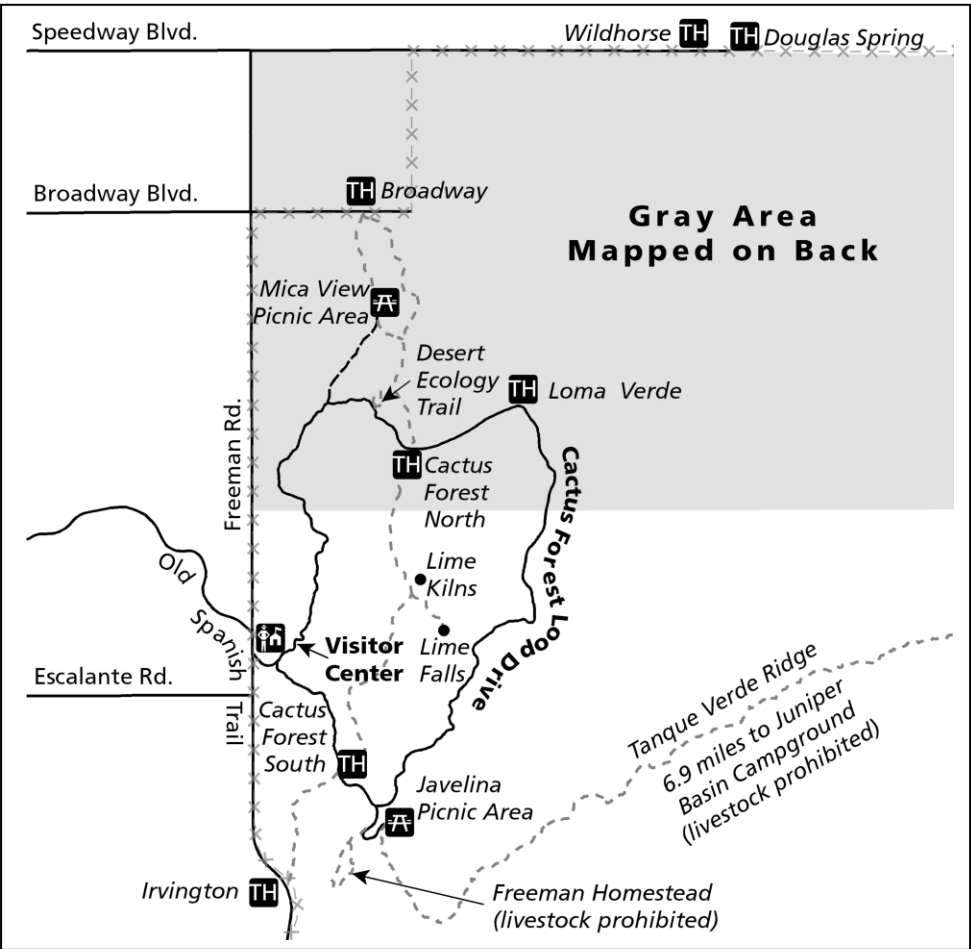 Speedway Blvd.
Wildhorse TH
TH Douglas Spring
Broadway Blvd.
TH Broadway
Gray Area
Mapped on Back
Mica View
Picnic Area
Desert
Ecology
Trail
TH Loma Verde
Freeman Rd.
TH Cactus
Forest
North
Cactus Forest Loop Drive
Old Spanish Trail
Lime
Kilns
Visitor
Center
Lime
Falls
Escalante Rd.
Cactus
Forest
South TH
Tanque Verde Ridge
6.9 miles to Juniper
Basin Campground
(livestock prohibited)
Javelina
Picnic Area
Irvington TH
Freeman Homestead
(livestock prohibited)